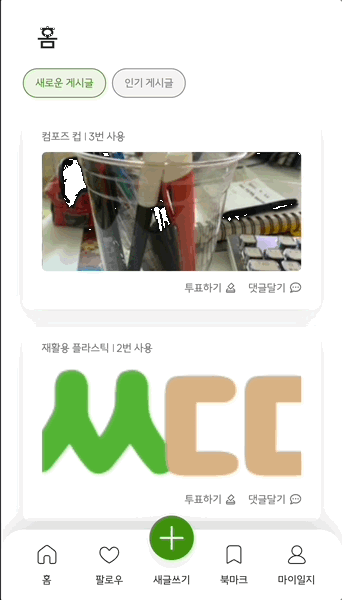 홈
새로운 게시글 인기 게시글
컴포즈 컵 | 3번 사용
투표하기 댓글달기
재활용 플라스틱 | 2번 사용
MCC
투표하기 댓글달기
홈 팔로우 새글쓰기 북마크 마이일지